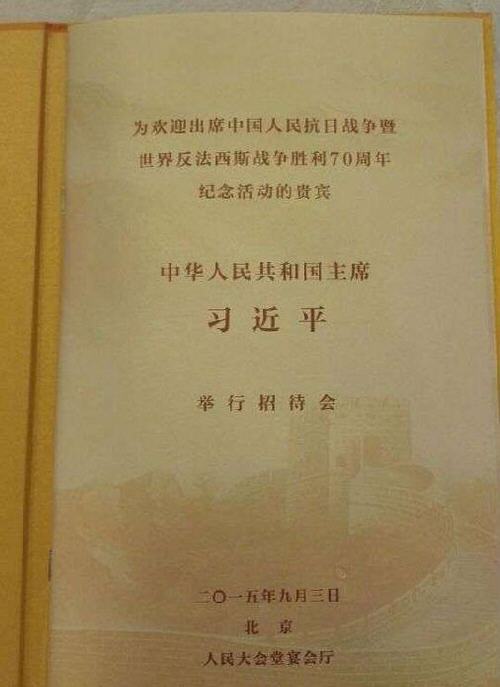 为欢迎出席中国人民抗日战争暨
世界反法西斯战争胜利70周年
纪念活动的贵宾
中华人民共和国主席
习近平
举行招待会
二〇一五年九月三日
北京
人民大会堂宴会厅